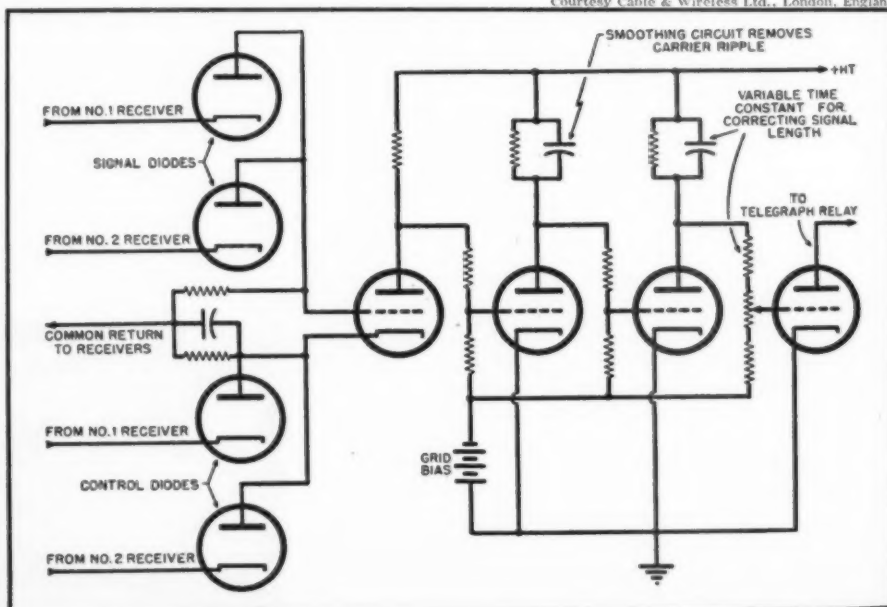 Courtesy Cable & Wireless Ltd., London, England
SMOOTHING CIRCUIT REMOVES
CARRIER RIPPLE
+HT
FROM NO.1 RECEIVER
VARIABLE TIME
CONSTANT FOR
CORRECTING SIGNAL
LENGTH
SIGNAL DIODES
TO
TELEGRAPH RELAY
FROM NO. 2 RECEIVER
COMMON RETURN
TO RECEIVERS
FROM NO.1 RECEIVER
GRID
BIAS
CONTROL DIODES
FROM NO. 2 RECEIVER